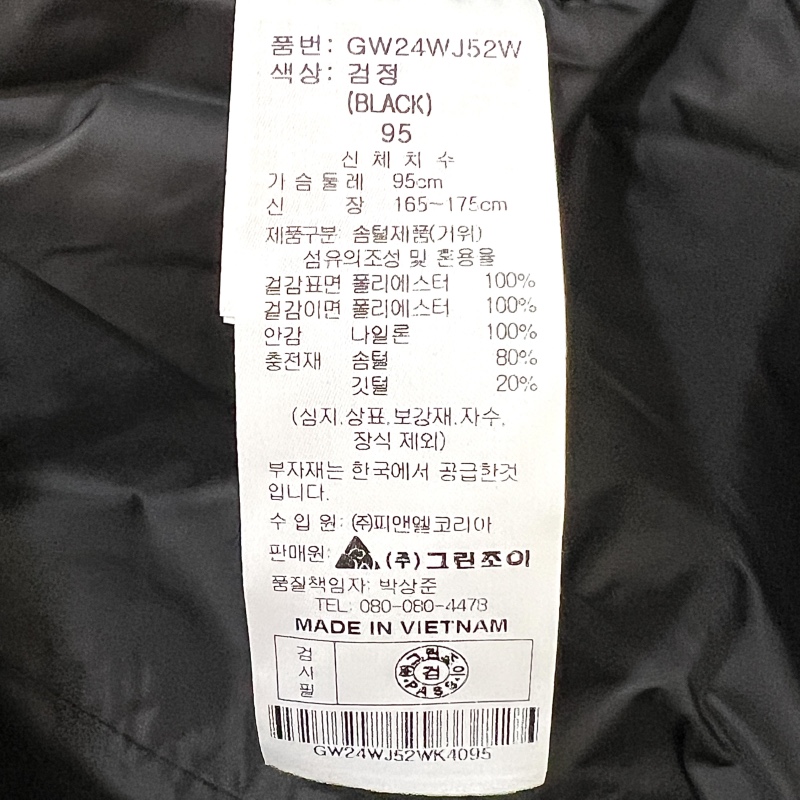 품번: GW24WJ52W
색상: 검정
(BLACK)
95
신 체 치 수
가 슴 둘 레 95cm
신 장 165~175cm
제품구분: 솜털제품(거위)
섬유의조성 및 혼용율
겉감표면 폴리에스터 100%
겉감이면 폴리에스터 100%
안감 나일론 100%
충전재 솜털 80%
깃털 20%
(심지,상표,보강재,자수,
장식 제외)
부자재는 한국에서 공급한것
입니다.
수 입 원: ㈜피앤엘코리아
판매원: (주)그린조이
품질책임자: 박상준
TEL: 080-080-4478
MADE IN VIETNAM
검
사
필
검
PASS
GW24WJ52WK4095